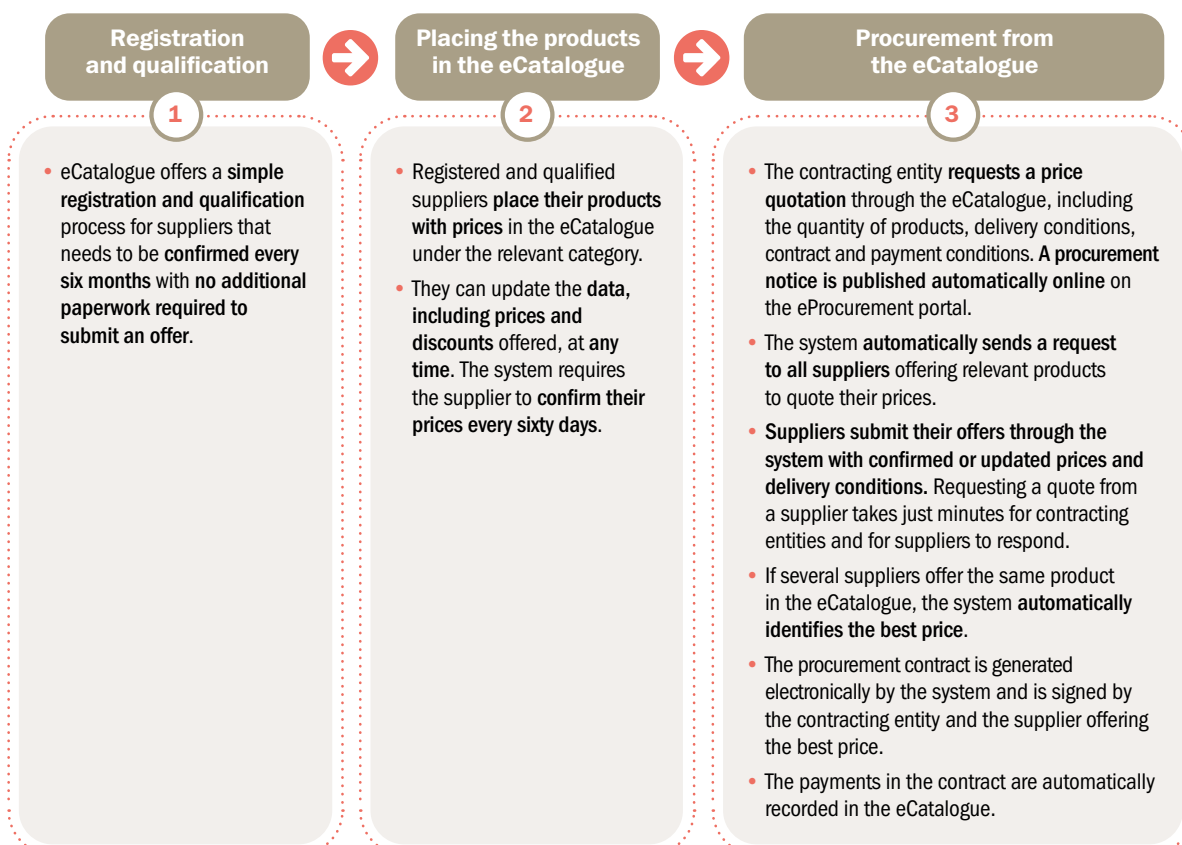 Registration
and qualification
1
• eCatalogue offers a simple
registration and qualification
process for suppliers that
needs to be confirmed every
six months with no additional
paperwork required to
submit an offer.
Placing the products
in the eCatalogue
2
• Registered and qualified
suppliers place their products
with prices in the eCatalogue
under the relevant category.
• They can update the data,
including prices and
discounts offered, at any
time. The system requires
the supplier to confirm their
prices every sixty days.
Procurement from
the eCatalogue
3
• The contracting entity requests a price
quotation through the eCatalogue, including
the quantity of products, delivery conditions,
contract and payment conditions. A procurement
notice is published automatically online on
the eProcurement portal.
• The system automatically sends a request
to all suppliers offering relevant products
to quote their prices.
• Suppliers submit their offers through the
system with confirmed or updated prices and
delivery conditions. Requesting a quote from
a supplier takes just minutes for contracting
entities and for suppliers to respond.
• If several suppliers offer the same product
in the eCatalogue, the system automatically
identifies the best price.
• The procurement contract is generated
electronically by the system and is signed by
the contracting entity and the supplier offering
the best price.
• The payments in the contract are automatically
recorded in the eCatalogue.